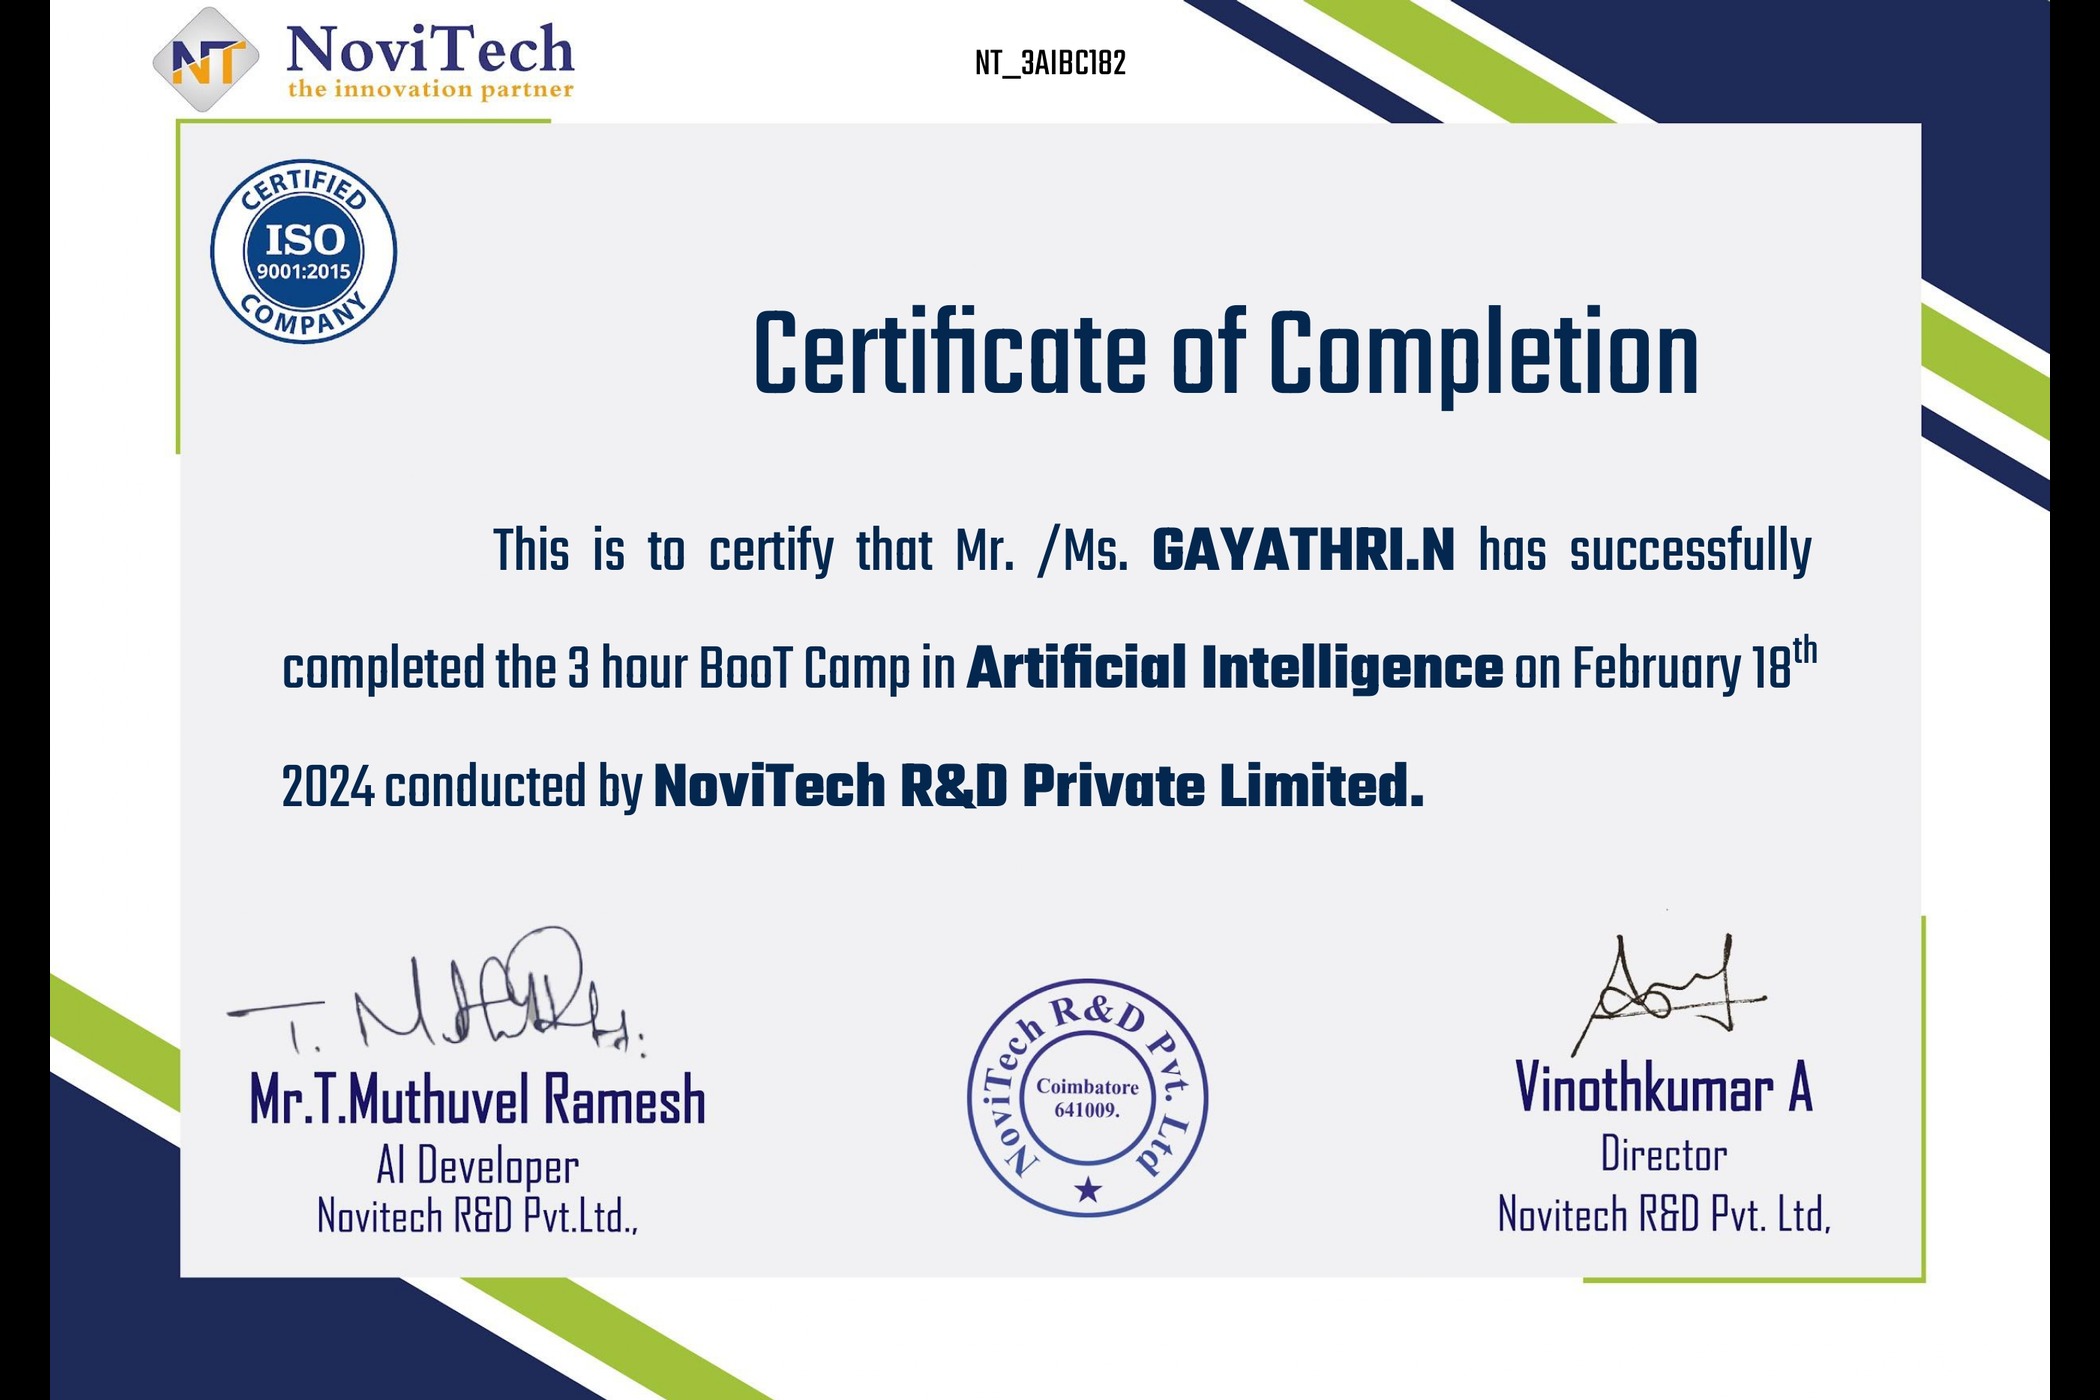 NT
NoviTech
the innovation partner
NT_3AIBC182
CERTIFIED
ISO
9001:2015
COMPANY
Certificate of Completion
This is to certify that Mr. /Ms. GAYATHRI.N has successfully
completed the 3 hour BooT Camp in Artificial Intelligence on February 18th
2024 conducted by NoviTech R&D Private Limited.
T. 
Mr.T.Muthuvel Ramesh
AI Developer
Novitech R&D Pvt.Ltd.,
NoviTech R&D Pvt. Ltd
Coimbatore
641009.
Vinothkumar A
Director
Novitech R&D Pvt. Ltd,